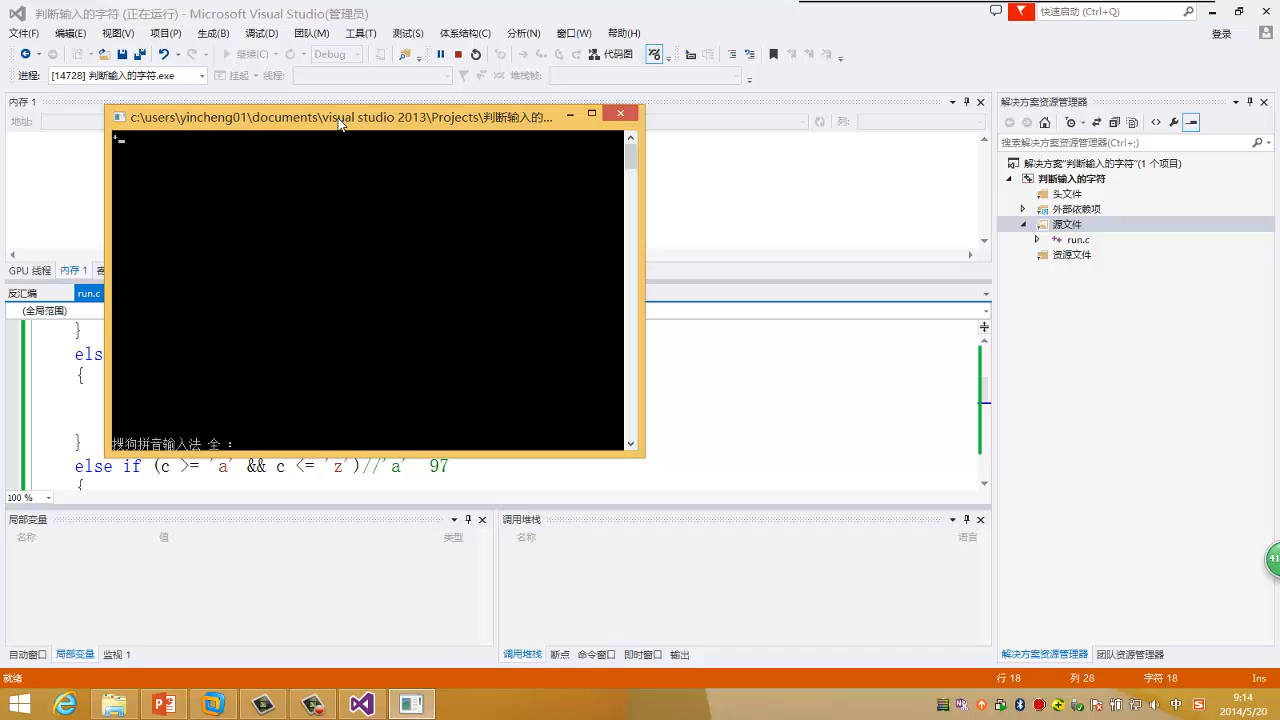 判断输入的字符 (正在运行) - Microsoft Visual Studio(管理员)
快速启动 (Ctrl+Q)
文件(F) 编辑(E) 视图(V) 项目(P) 生成(B) 调试(D) 团队(M) 工具(T) 测试(S) 体系结构(C) 分析(N) 窗口(W) 帮助(H)
登录
继续(C) Debug 代码图
进程: [14728] 判断输入的字符.exe 挂起 线程: 堆栈帧:
内存 1
地址: 列:
c:\users\yincheng01\documents\visual studio 2013\Projects\判断输入的...
搜狗拼音输入法 全 :
GPU 线程 内存 1
反汇编 run.c
(全局范围)
}
els
{
}
else if (c >= 'a' && c <= 'z')//'a' 97
{
100 %
局部变量
名称 值 类型
调用堆栈
名称 语言
自动窗口 局部变量 监视 1
调用堆栈 断点 命令窗口 即时窗口 输出
解决方案资源管理器
搜索解决方案资源管理器(Ctrl+;)
解决方案"判断输入的字符"(1 个项目)
判断输入的字符
头文件
外部依赖项
源文件
run.c
资源文件
解决方案资源管理器 团队资源管理器
就绪 行 18 列 28 字符 18 Ins
41
中
9:14
2014/5/20